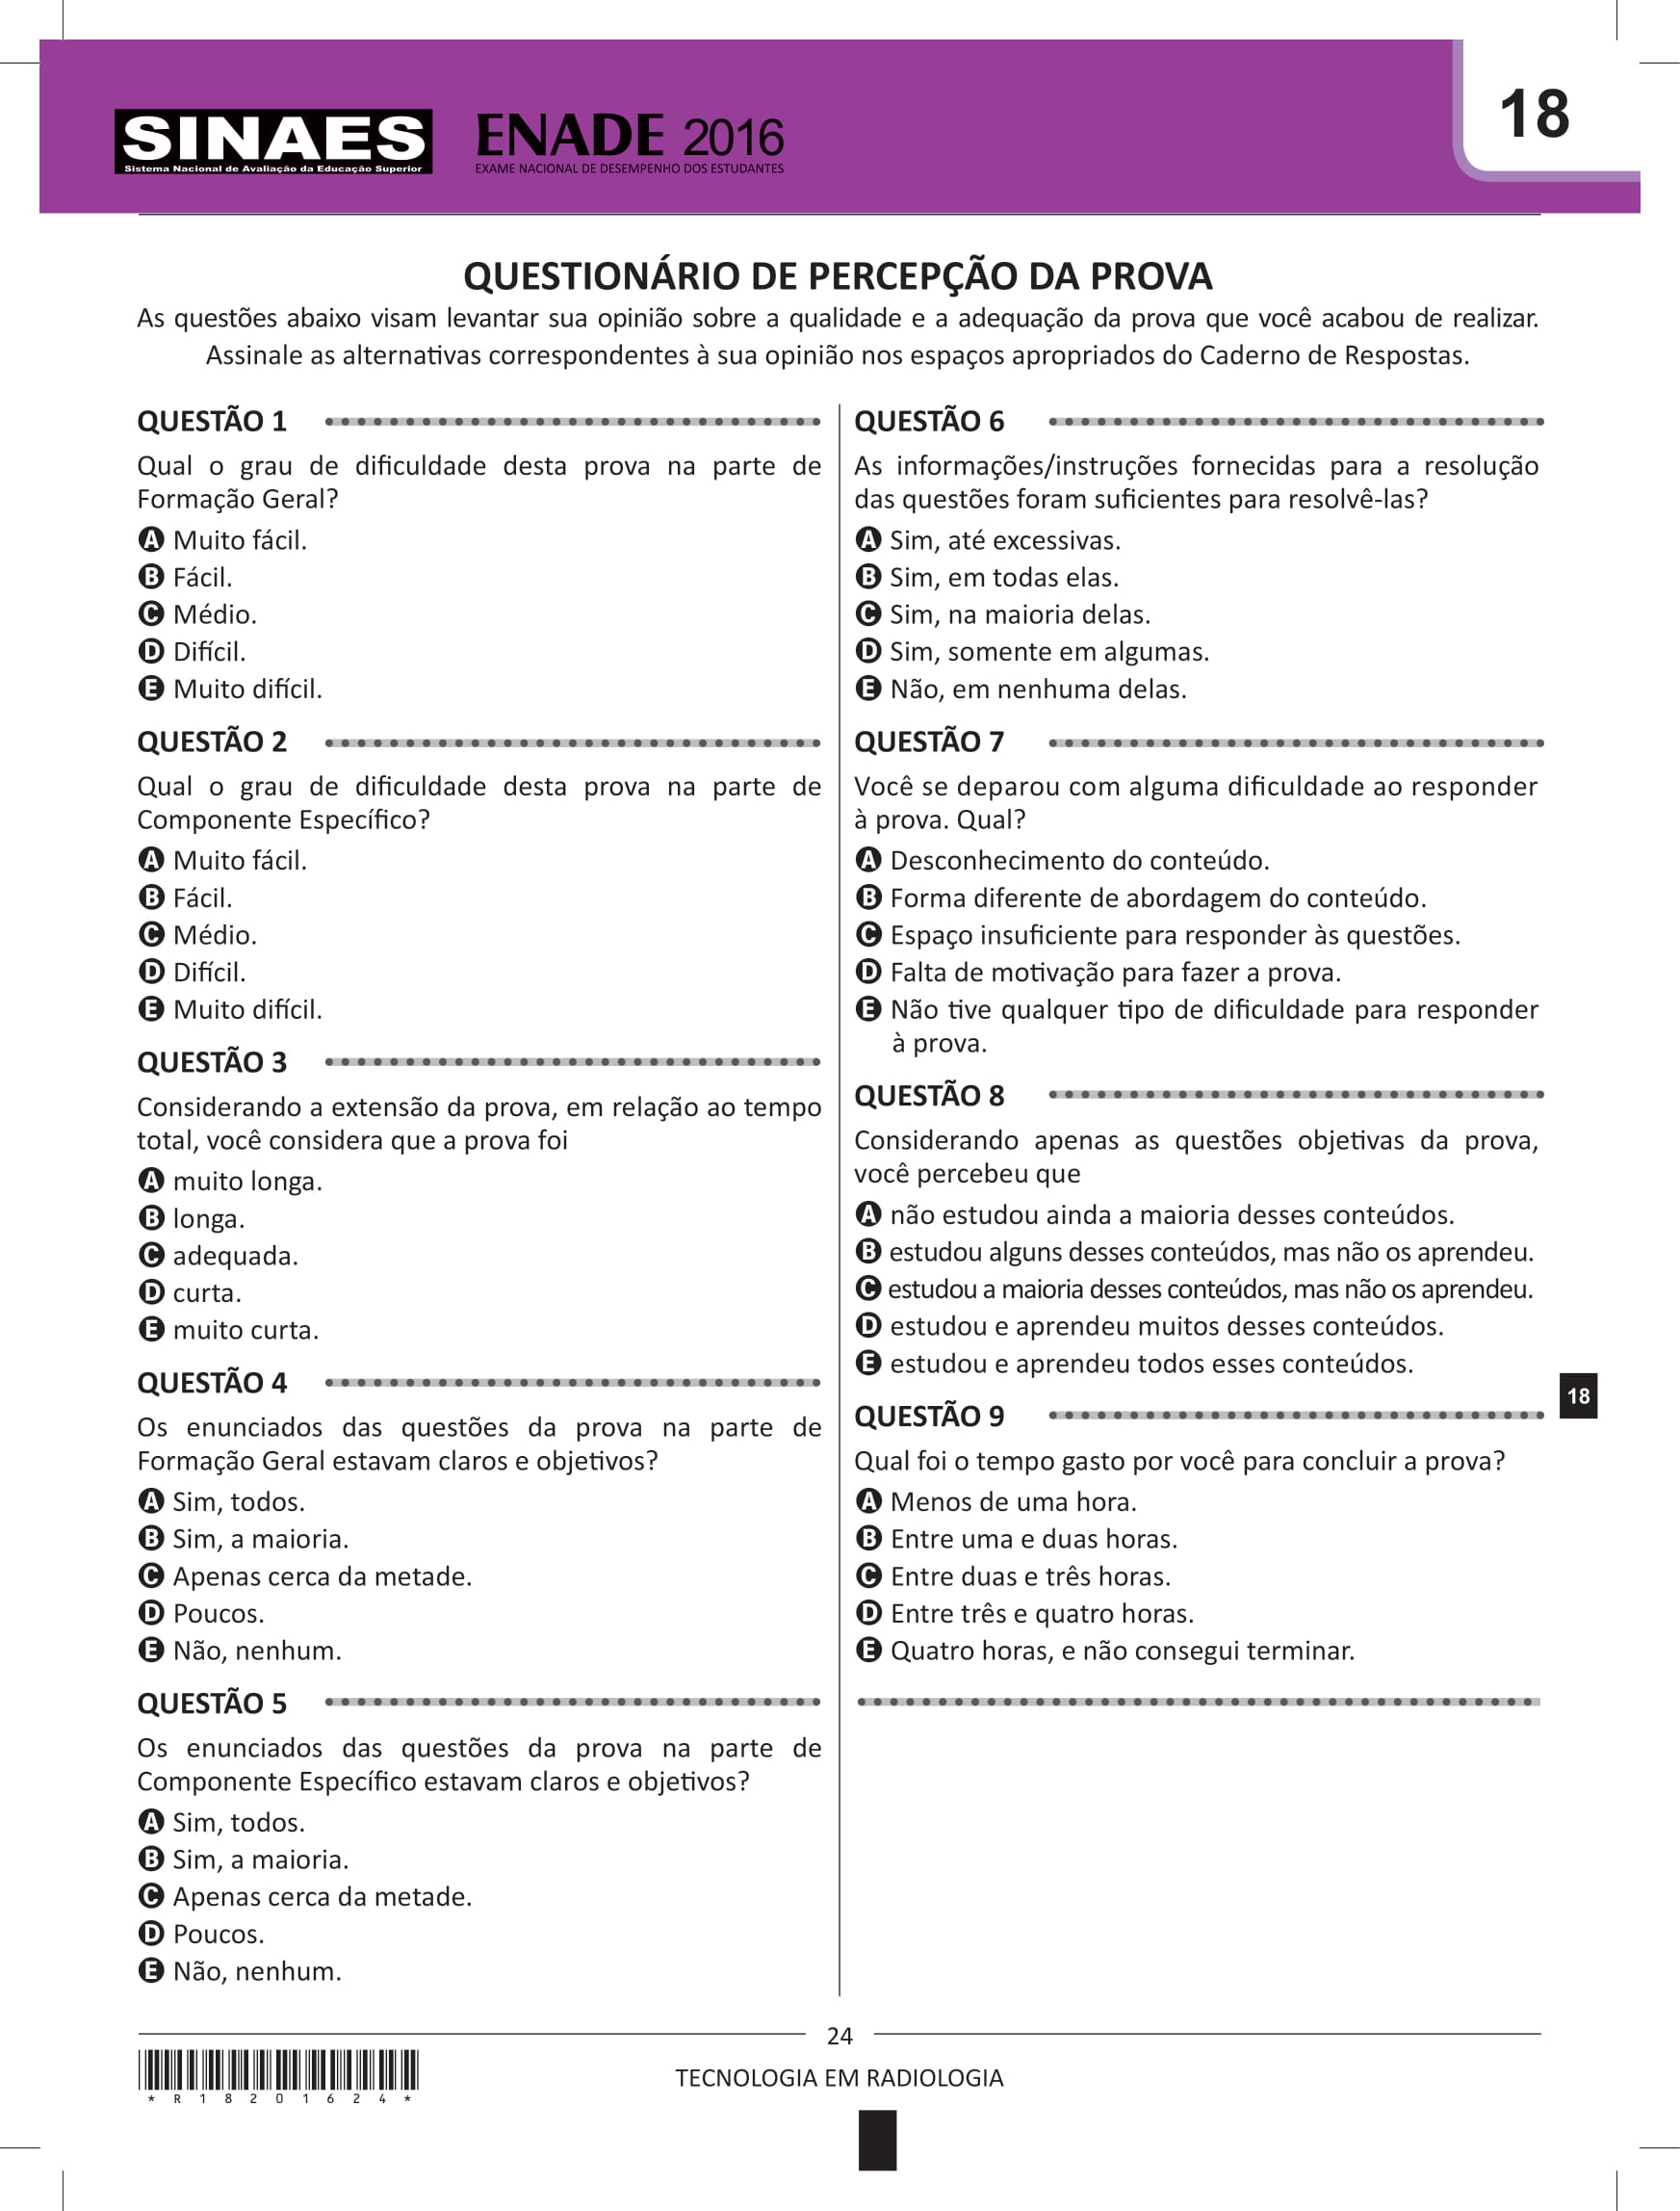 18
SINAES
Sistema Nacional de Avaliação da Educação Superior
ENADE 2016
EXAME NACIONAL DE DESEMPENHO DOS ESTUDANTES
QUESTIONÁRIO DE PERCEPÇÃO DA PROVA
As questões abaixo visam levantar sua opinião sobre a qualidade e a adequação da prova que você acabou de realizar.
Assinale as alternativas correspondentes à sua opinião nos espaços apropriados do Caderno de Respostas.
QUESTÃO 1
Qual o grau de dificuldade desta prova na parte de
Formação Geral?
A Muito fácil.
B Fácil.
C Médio.
D Difícil.
E Muito difícil.
QUESTÃO 2
Qual o grau de dificuldade desta prova na parte de
Componente Específico?
A Muito fácil.
B Fácil.
C Médio.
D Difícil.
E Muito difícil.
QUESTÃO 3
Considerando a extensão da prova, em relação ao tempo
total, você considera que a prova foi
A muito longa.
B longa.
C adequada.
D curta.
E muito curta.
QUESTÃO 4
Os enunciados das questões da prova na parte de
Formação Geral estavam claros e objetivos?
A Sim, todos.
B Sim, a maioria.
C Apenas cerca da metade.
D Poucos.
E Não, nenhum.
QUESTÃO 5
Os enunciados das questões da prova na parte de
Componente Específico estavam claros e objetivos?
A Sim, todos.
B Sim, a maioria.
C Apenas cerca da metade.
D Poucos.
E Não, nenhum.
QUESTÃO 6
As informações/instruções fornecidas para a resolução
das questões foram suficientes para resolvê-las?
A Sim, até excessivas.
B Sim, em todas elas.
C Sim, na maioria delas.
D Sim, somente em algumas.
E Não, em nenhuma delas.
QUESTÃO 7
Você se deparou com alguma dificuldade ao responder
à prova. Qual?
A Desconhecimento do conteúdo.
B Forma diferente de abordagem do conteúdo.
C Espaço insuficiente para responder às questões.
D Falta de motivação para fazer a prova.
E Não tive qualquer tipo de dificuldade para responder
à prova.
QUESTÃO 8
Considerando apenas as questões objetivas da prova,
você percebeu que
A não estudou ainda a maioria desses conteúdos.
B estudou alguns desses conteúdos, mas não os aprendeu.
C estudou a maioria desses conteúdos, mas não os aprendeu.
D estudou e aprendeu muitos desses conteúdos.
E estudou e aprendeu todos esses conteúdos.
QUESTÃO 9
Qual foi o tempo gasto por você para concluir a prova?
A Menos de uma hora.
B Entre uma e duas horas.
C Entre duas e três horas.
D Entre três e quatro horas.
E Quatro horas, e não consegui terminar.
18
24
TECNOLOGIA EM RADIOLOGIA
* R 1 8 2 0 1 6 2 4 *